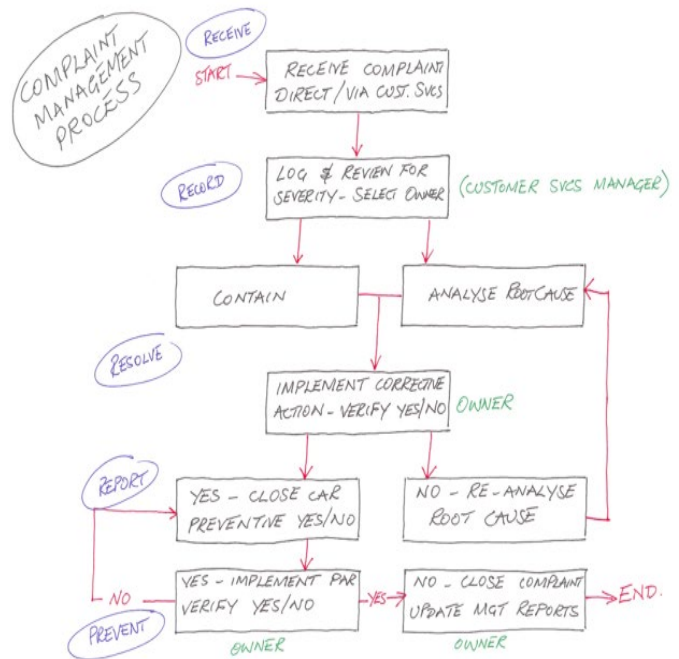 COMPLAINT
MANAGEMENT
PROCESS
RECEIVE
START
RECEIVE COMPLAINT
DIRECT/VIA CUST. SVCS
RECORD
LOG & REVIEW FOR
SEVERITY - SELECT OWNER
(CUSTOMER SVCS MANAGER)
CONTAIN
ANALYSE ROOT CAUSE
RESOLVE
IMPLEMENT CORRECTIVE
ACTION - VERIFY YES/NO
OWNER
REPORT
YES - CLOSE CAR
PREVENTIVE YES/NO
NO - RE-ANALYSE
ROOT CAUSE
NO
YES - IMPLEMENT PAR
VERIFY YES/NO
YES
NO - CLOSE COMPLAINT
UPDATE MGT REPORTS
END.
PREVENT
OWNER
OWNER